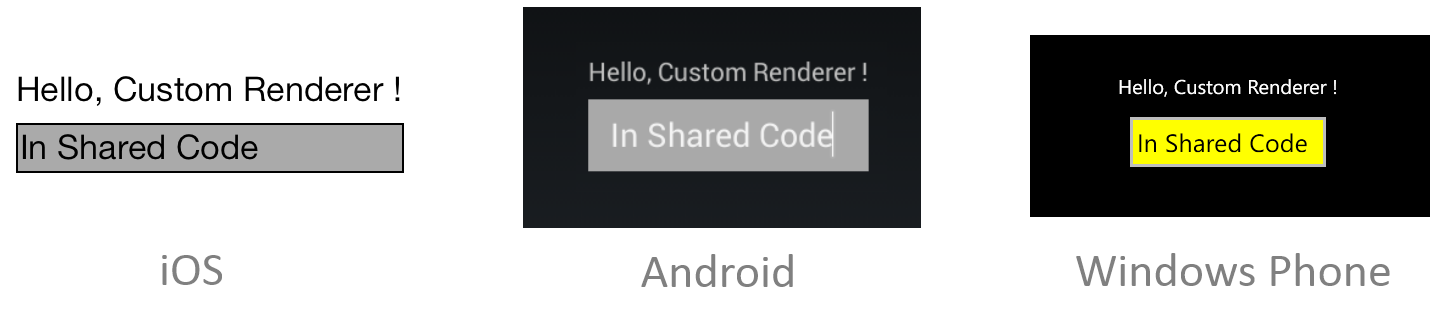 Hello, Custom Renderer !
In Shared Code
iOS
Hello, Custom Renderer !
In Shared Code
Android
Hello, Custom Renderer !
In Shared Code
Windows Phone